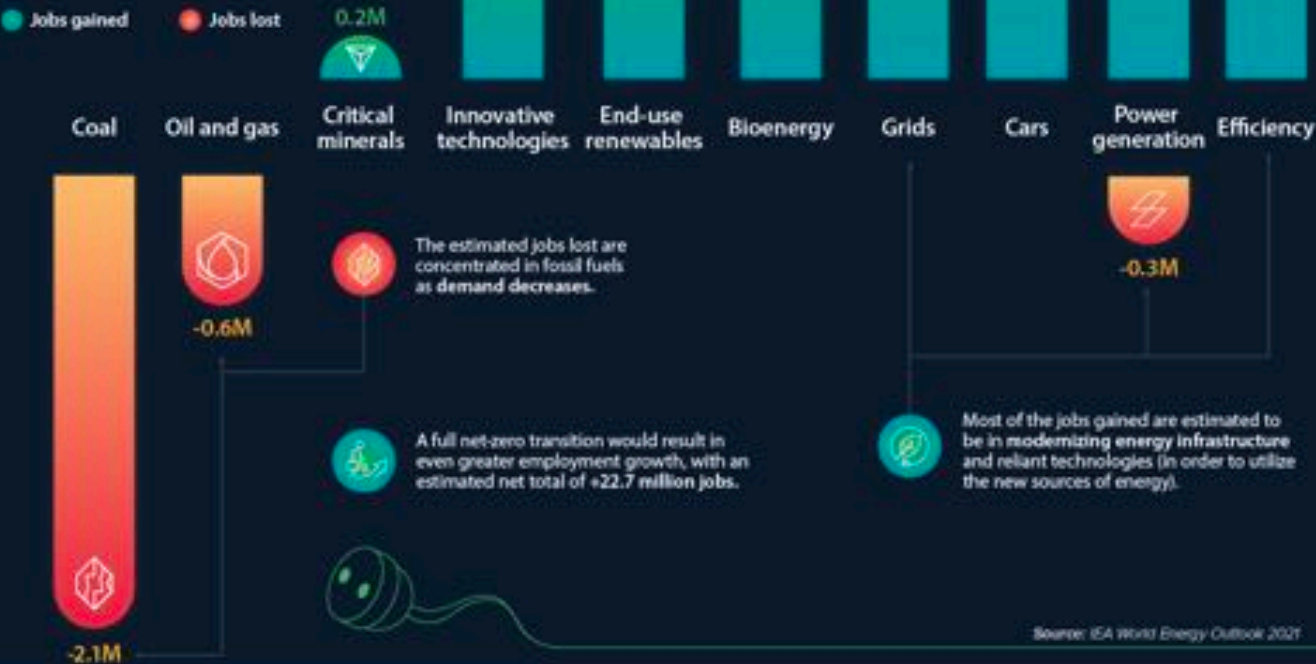 Jobs gained
Jobs lost
0.2M
Coal
Oil and gas
Critical
minerals
Innovative
technologies
End-use
renewables
Bioenergy
Grids
Cars
Power
generation
Efficiency
-0.6M
-2.1M
The estimated jobs lost are
concentrated in fossil fuels
as demand decreases.
-0.3M
A full net-zero transition would result in
even greater employment growth, with an
estimated net total of +22.7 million jobs.
Most of the jobs gained are estimated to
be in modernizing energy infrastructure
and reliant technologies (in order to utilize
the new sources of energy).
Source: IEA World Energy Outlook 2021